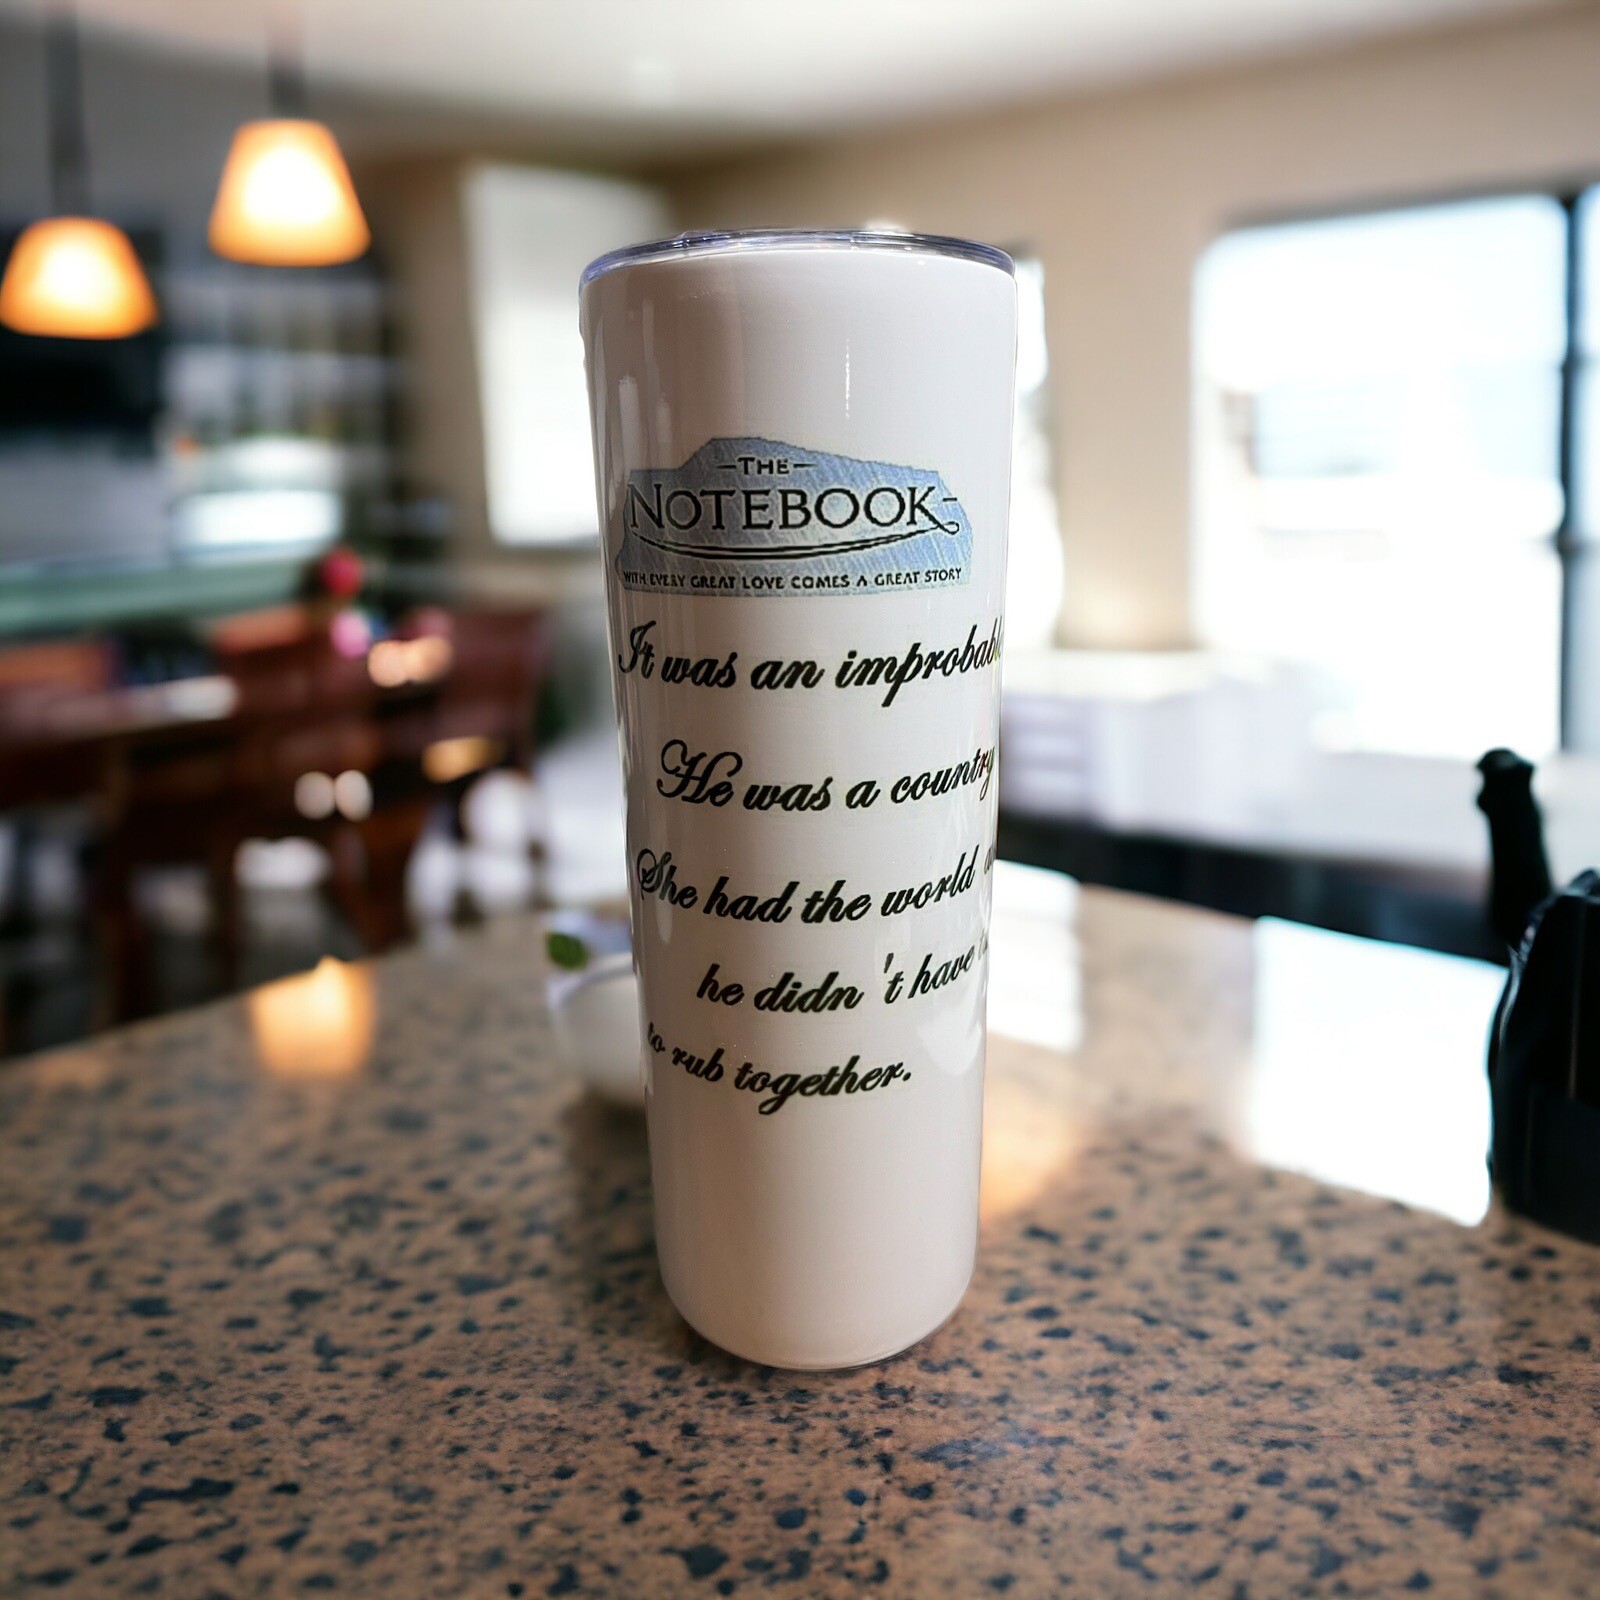 THE
NOTEBOOK
WITH EVERY GREAT LOVE COMES A GREAT STORY
It was an improbable
He was a country
She had the world
he didn't have
to rub together.